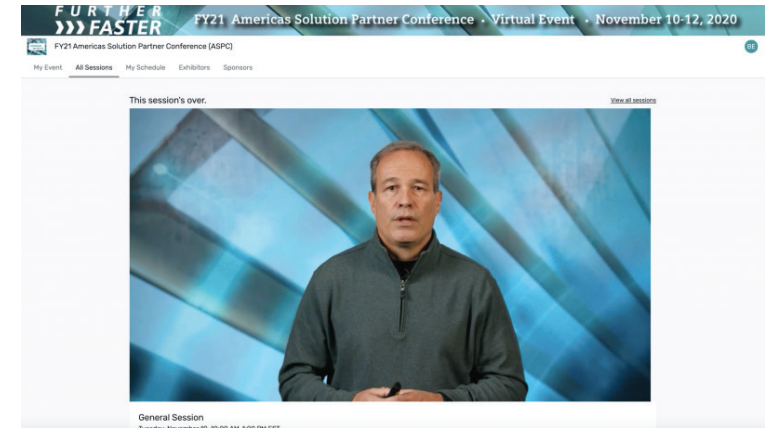 FURTHER
FASTER
FY21 Americas Solution Partner Conference • Virtual Event • November 10-12, 2020
FY21 Americas Solution Partner Conference (ASPC)
BE
My Event All Sessions My Schedule Exhibitors Sponsors
This session's over.
View all sessions
General Session